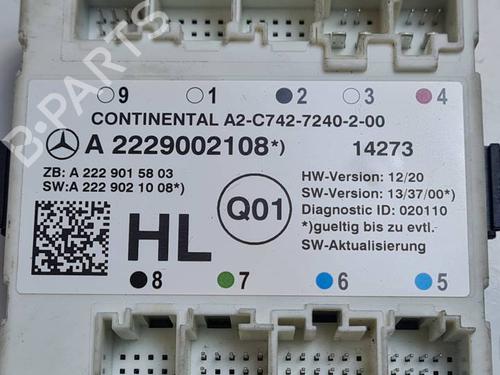 9 1 2 3 4
CONTINENTAL A2-C742-7240-2-00
A 2229002108*) 14273
ZB: A 222 901 58 03
SW: A 222 902 10 08*)
HL
Q01
HW-Version: 12/20
SW-Version: 13/37/00*)
Diagnostic ID: 020110
*)gueltig bis zu evtl.
SW-Aktualisierung
8 7 6 5
B-PARTS